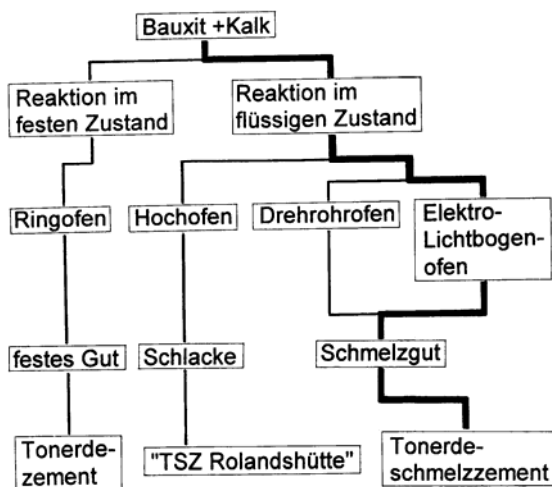 Bauxit +Kalk
Reaktion im
festen Zustand
Reaktion im
flüssigen Zustand
Ringofen
Hochofen
Drehrohrofen
Elektro-
Lichtbogen-
ofen
festes Gut
Schlacke
Schmelzgut
Tonerde-
zement
"TSZ Rolandshütte"
Tonerde-
schmelzzement